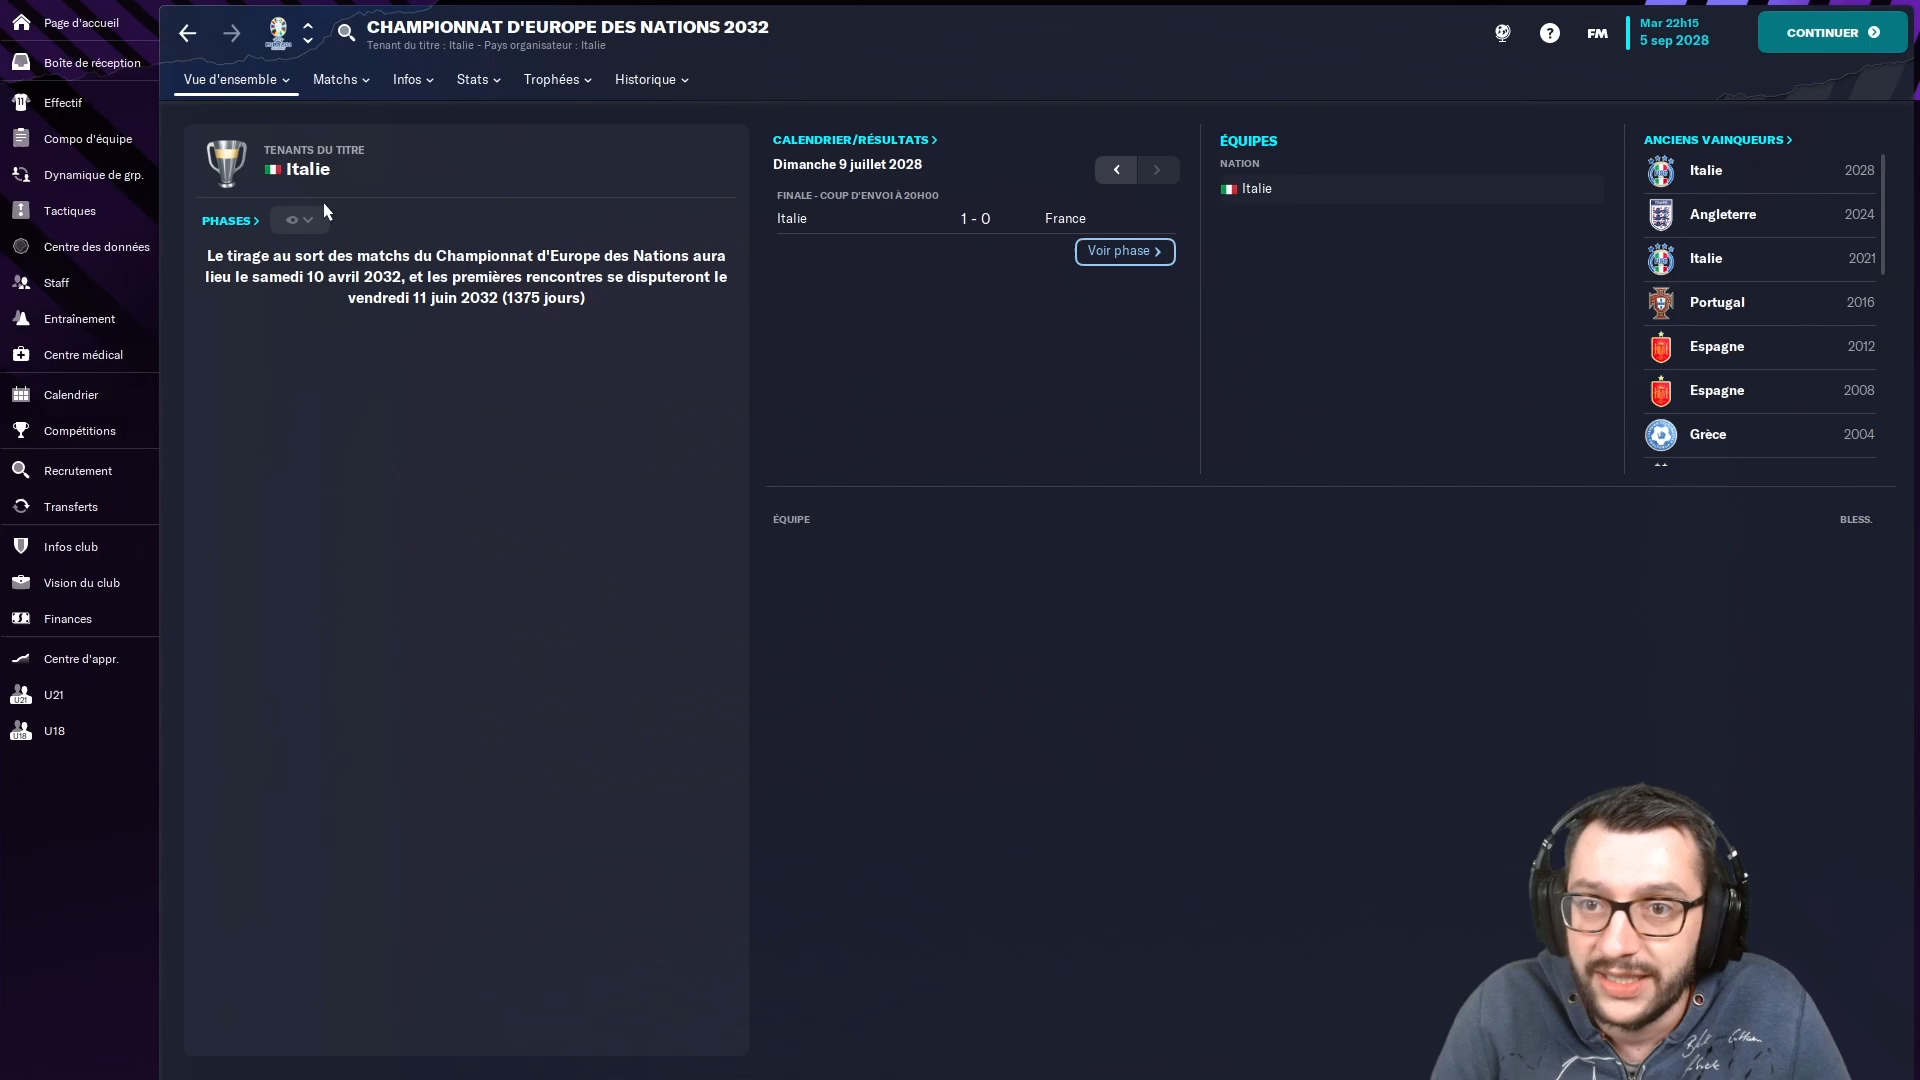 Page d'accueil
Boîte de réception
Effectif
Compo d'équipe
Dynamique de grp.
Tactiques
Centre des données
Staff
Entraînement
Centre médical
Calendrier
Compétitions
Recrutement
Transferts
Infos club
Vision du club
Finances
Centre d'appr.
U21
U21
U18
U18
CHAMPIONNAT D'EUROPE DES NATIONS 2032
Tenant du titre : Italie - Pays organisateur : Italie
FM
Mar 22h15
5 sep 2028
CONTINUER
Vue d'ensemble
Matchs
Infos
Stats
Trophées
Historique
TENANTS DU TITRE
Italie
PHASES
Le tirage au sort des matchs du Championnat d'Europe des Nations aura
lieu le samedi 10 avril 2032, et les premières rencontres se disputeront le
vendredi 11 juin 2032 (1375 jours)
CALENDRIER/RÉSULTATS
Dimanche 9 juillet 2028
FINALE - COUP D'ENVOI À 20H00
Italie 1 - 0 France
Voir phase
ÉQUIPES
NATION
Italie
ANCIENS VAINQUEURS
Italie 2028
Angleterre 2024
Italie 2021
Portugal 2016
Espagne 2012
Espagne 2008
Grèce 2004
ÉQUIPE
BLESS.